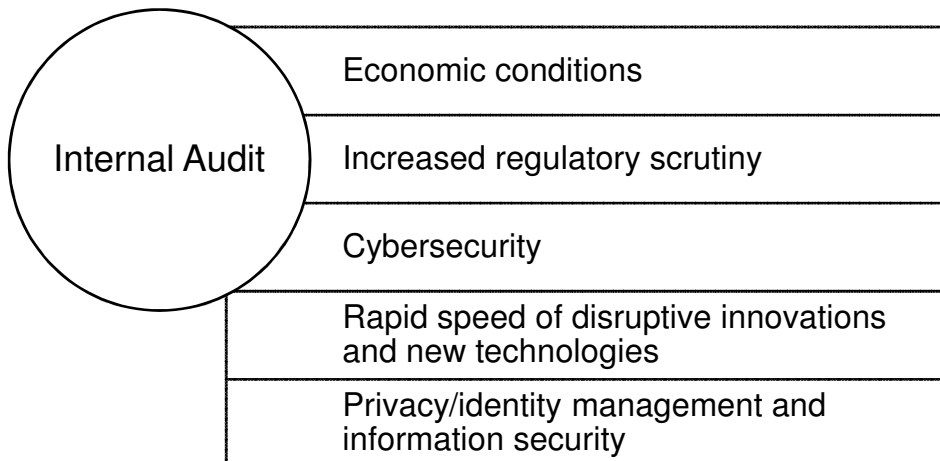 Internal Audit
Economic conditions
Increased regulatory scrutiny
Cybersecurity
Rapid speed of disruptive innovations
and new technologies
Privacy/identity management and
information security